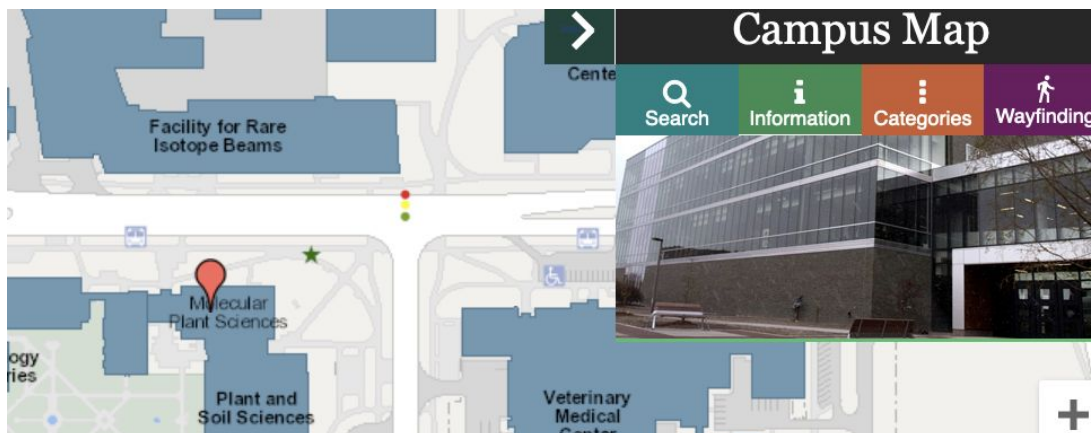 Campus Map
Search
Information
Categories
Wayfinding
Facility for Rare
Isotope Beams
Molecular
Plant Sciences
Plant and
Soil Sciences
Veterinary
Medical
Center